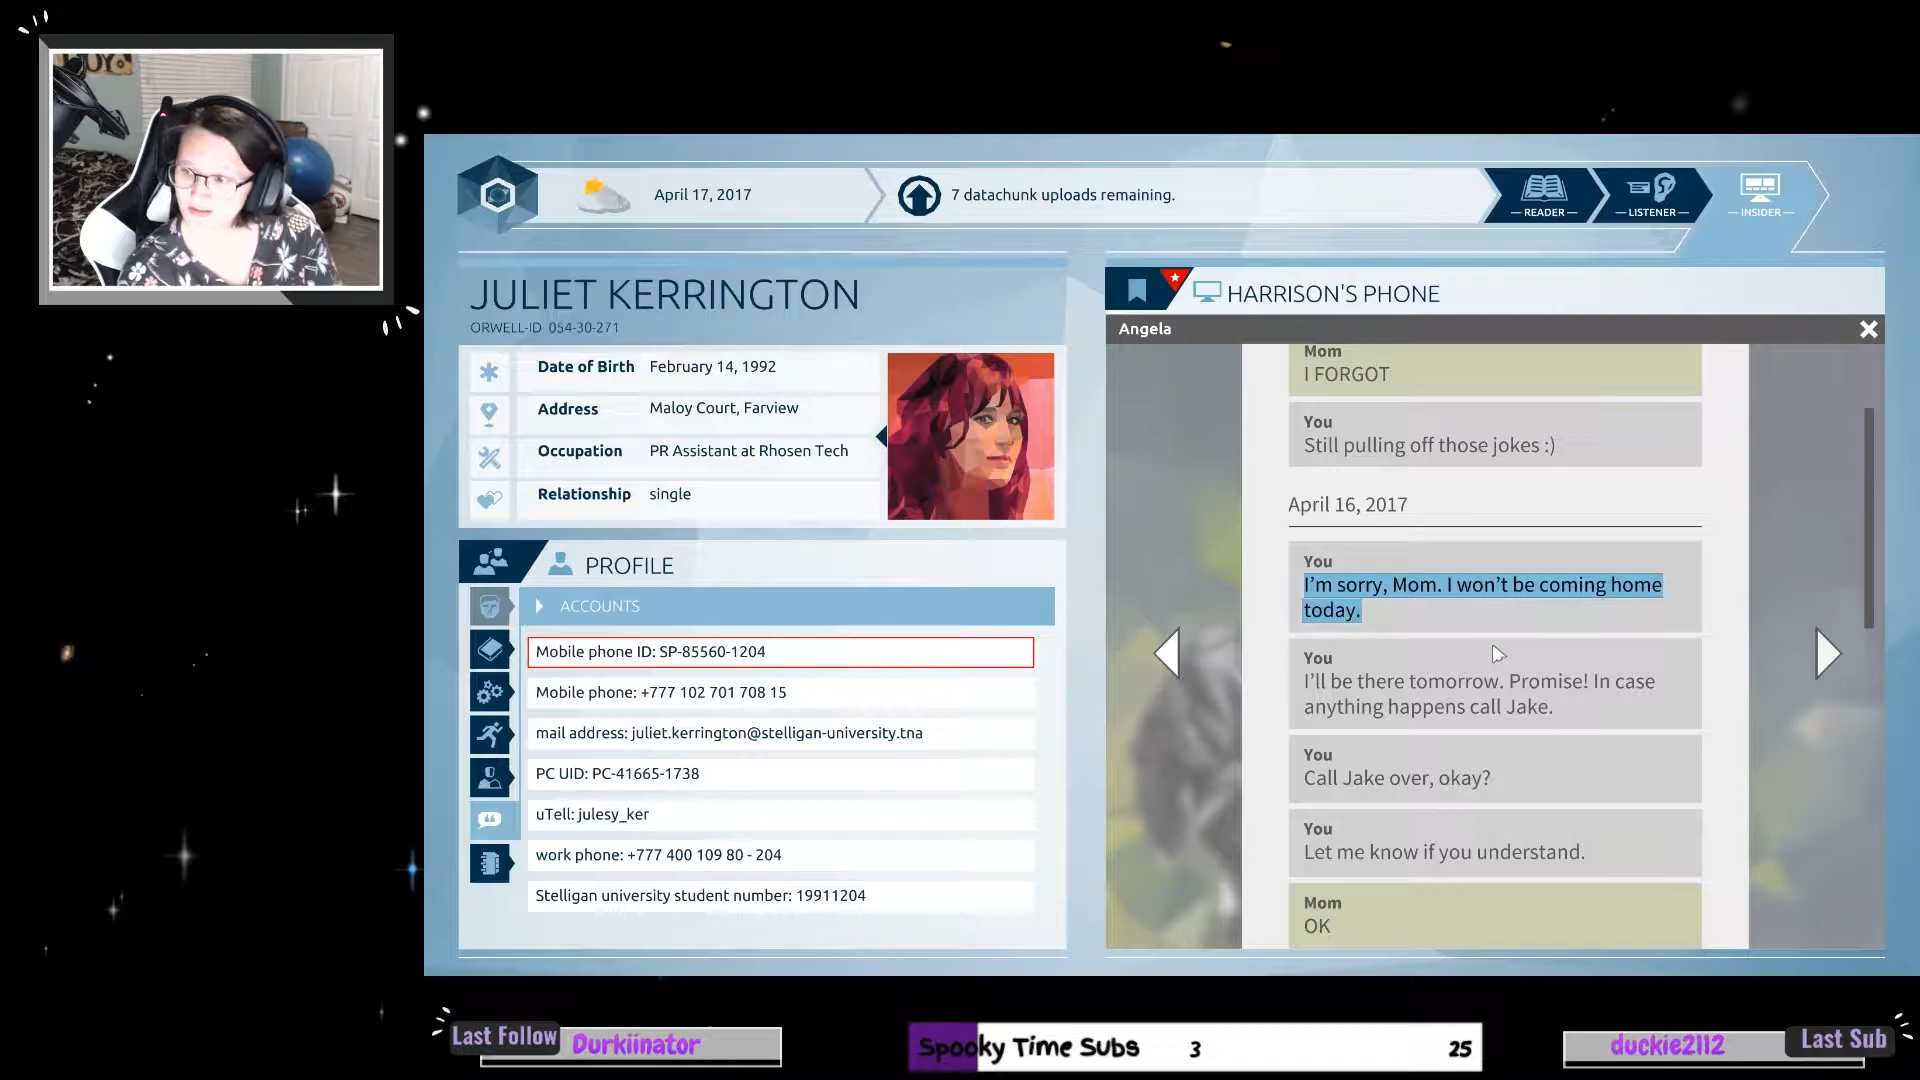 April 17, 2017
7 datachunk uploads remaining.
READER
LISTENER
INSIDER
JULIET KERRINGTON
ORWELL-ID 054-30-271
Date of Birth February 14, 1992
Address Maloy Court, Farview
Occupation PR Assistant at Rhosen Tech
Relationship single
PROFILE
ACCOUNTS
Mobile phone ID: SP-85560-1204
Mobile phone: +777 102 701 708 15
mail address: juliet.kerrington@stelligan-university.tna
PC UID: PC-41665-1738
uTell: julesy_ker
work phone: +777 400 109 80 - 204
Stelligan university student number: 19911204
HARRISON'S PHONE
Angela
Mom
I FORGOT
You
Still pulling off those jokes :)
April 16, 2017
You
I'm sorry, Mom. I won't be coming home
today.
You
I'll be there tomorrow. Promise! In case
anything happens call Jake.
You
Call Jake over, okay?
You
Let me know if you understand.
Mom
OK
Last Follow Durkiinator
Spooky Time Subs 3 25
duckie2112 Last Sub